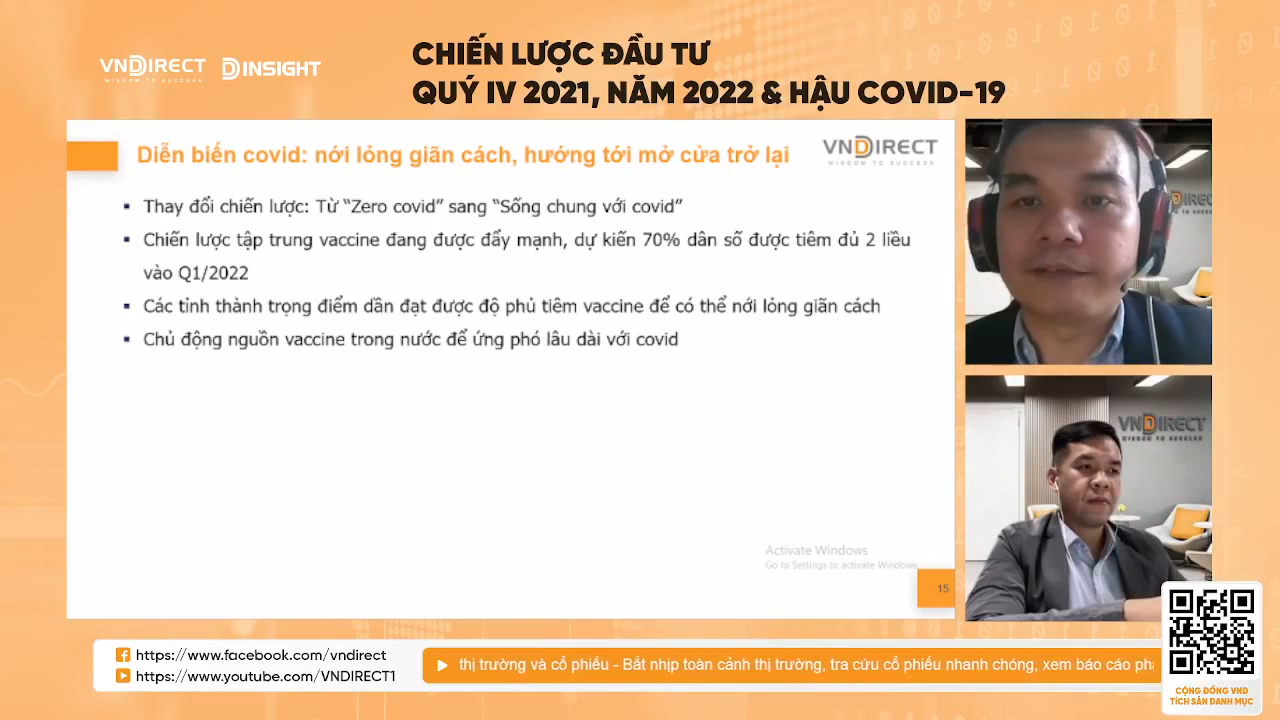 VNDIRECT
WISDOM TO SUCCESS
DINSIGHT
CHIẾN LƯỢC ĐẦU TƯ
QUÝ IV 2021, NĂM 2022 & HẬU COVID-19
Diễn biến covid: nới lỏng giãn cách, hướng tới mở cửa trở lại
VNDIRECT
WISDOM TO SUCCESS
▪ Thay đổi chiến lược: Từ “Zero covid” sang “Sống chung với covid”
▪ Chiến lược tập trung vaccine đang được đẩy mạnh, dự kiến 70% dân số được tiêm đủ 2 liều
vào Q1/2022
▪ Các tỉnh thành trọng điểm dần đạt được độ phủ tiêm vaccine để có thể nới lỏng giãn cách
▪ Chủ động nguồn vaccine trong nước để ứng phó lâu dài với covid
Activate Windows
Go to Settings to activate Windows.
15
VNDIRECT
WISDOM TO SUCCESS
https://www.facebook.com/vndirect
https://www.youtube.com/VNDIRECT1
thị trường và cổ phiếu - Bắt nhịp toàn cảnh thị trường, tra cứu cổ phiếu nhanh chóng, xem báo cáo
CỘNG ĐỒNG VND
TÍCH SẢN DANH MỤC